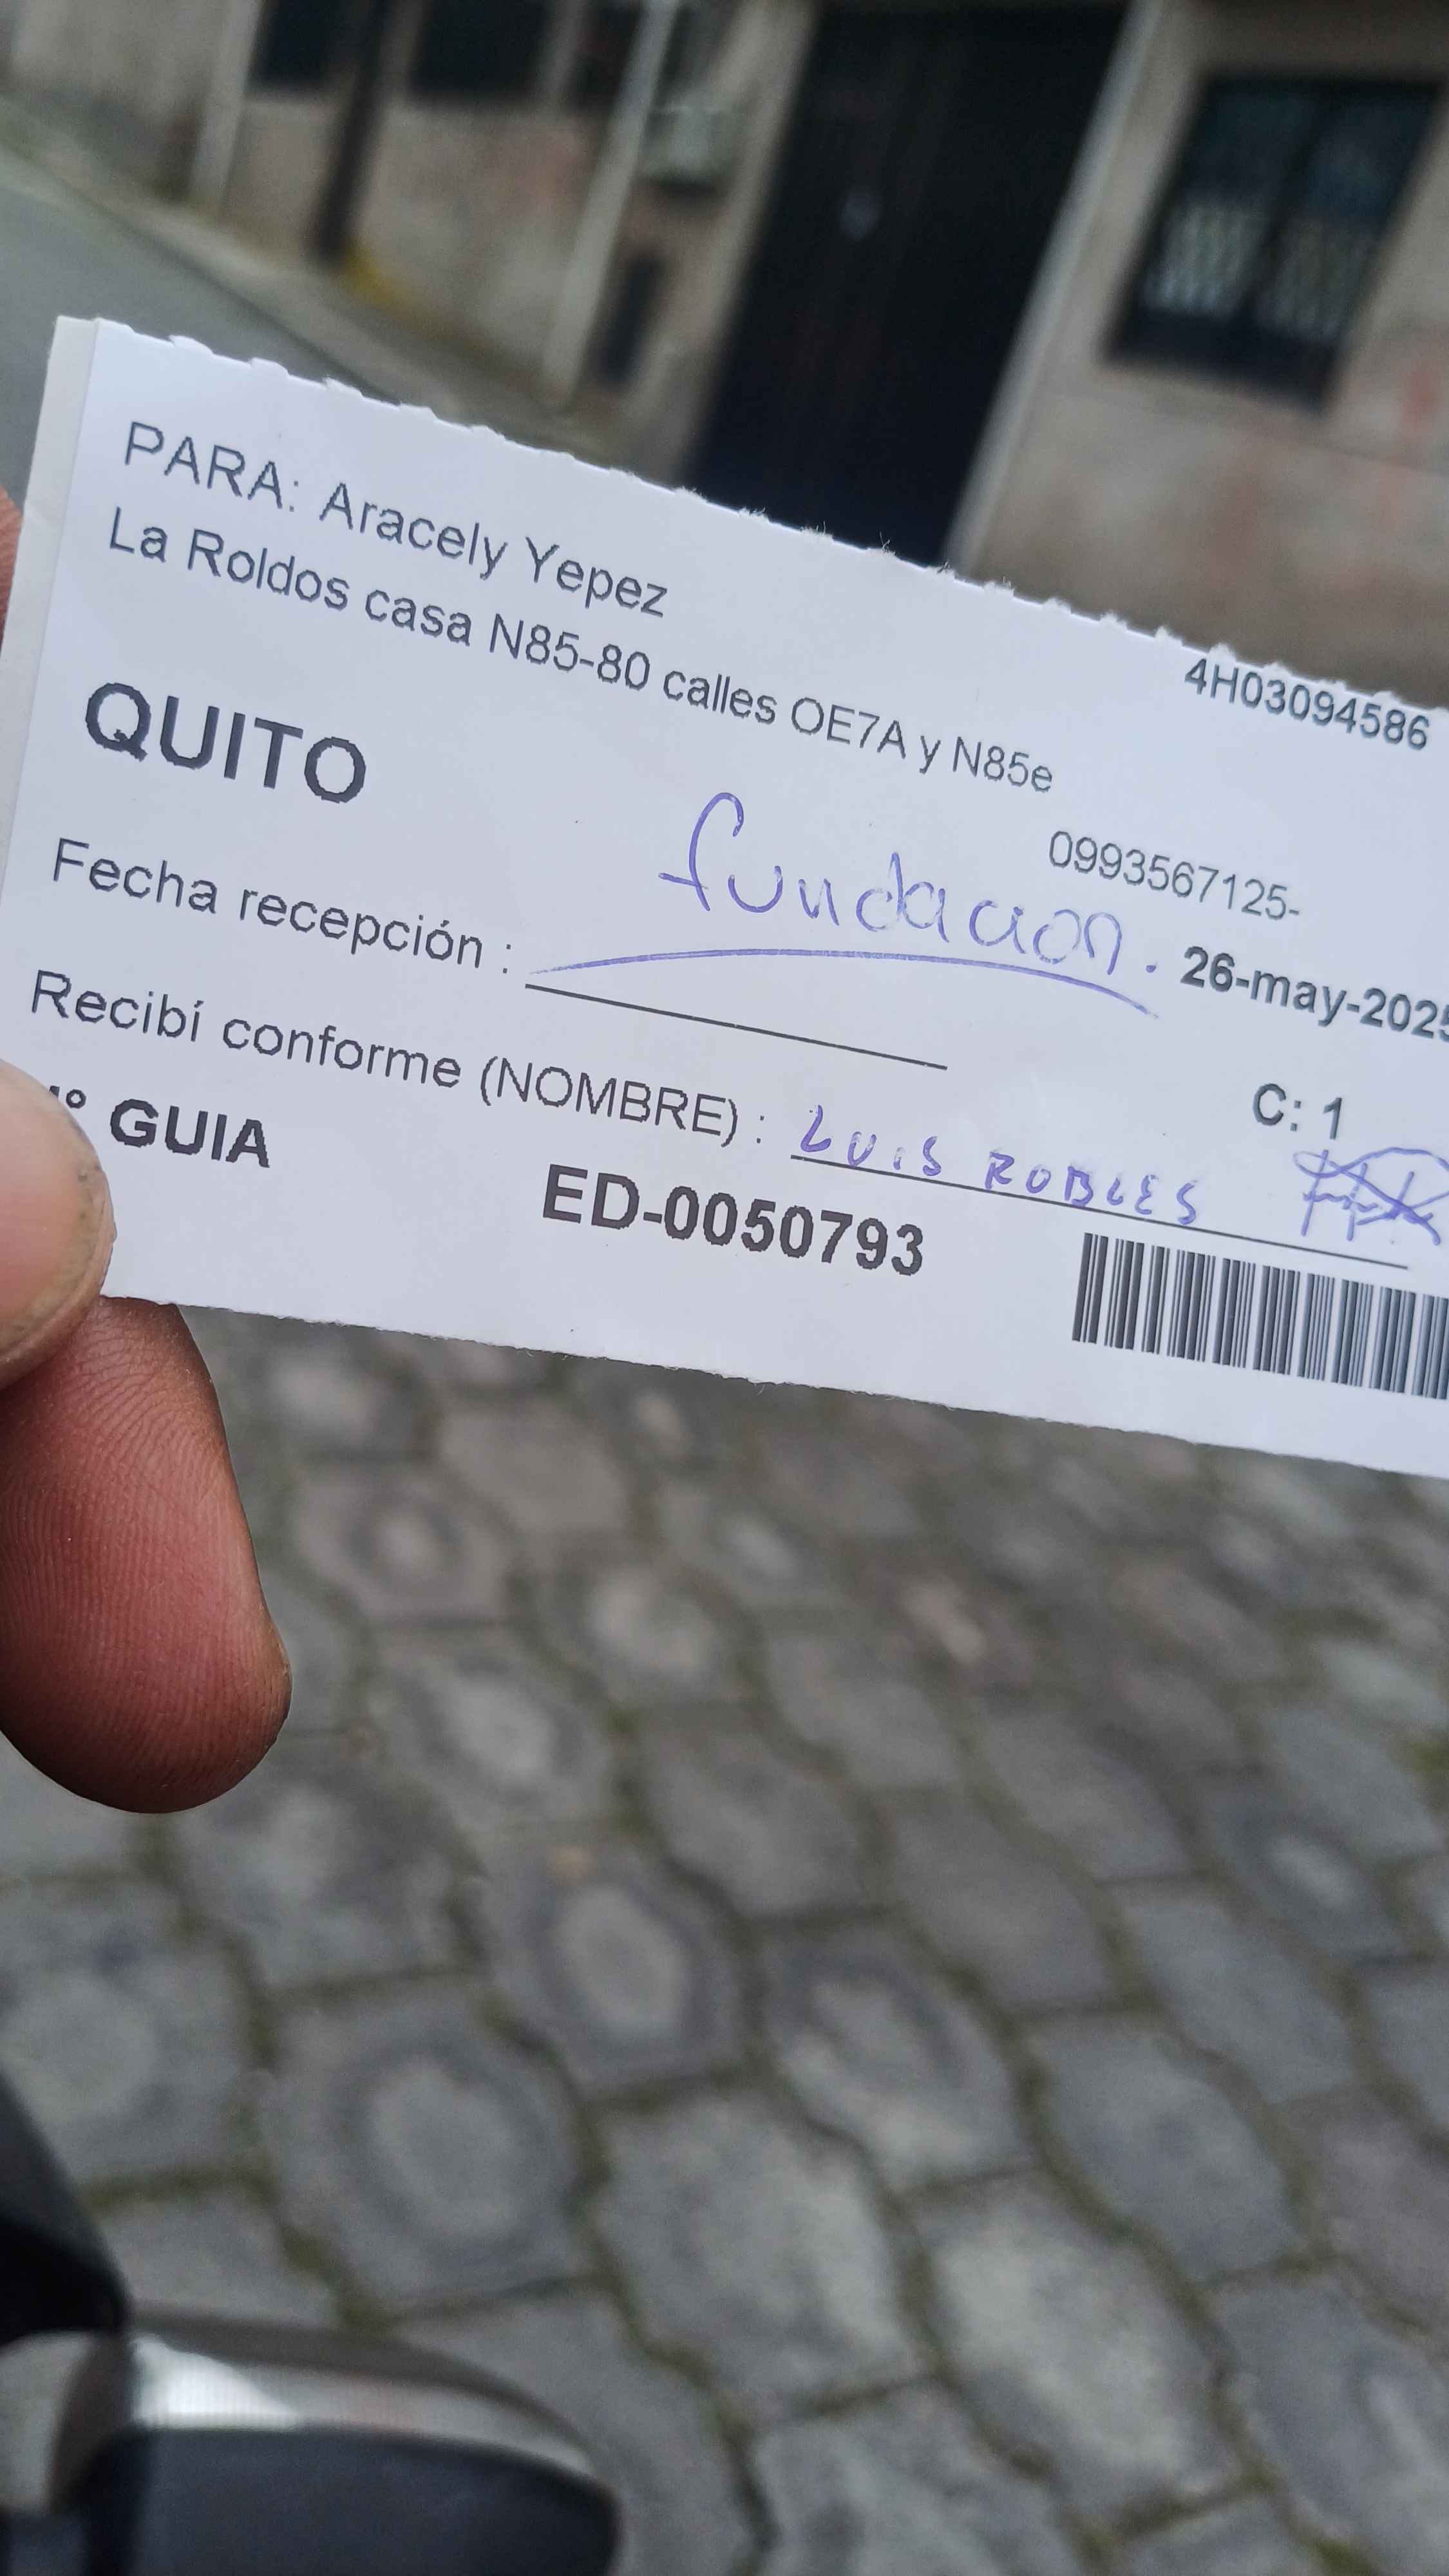 PARA: Aracely Yepez
4H03094586
La Roldos casa N85-80 calles OE7A y N85e
QUITO
0993567125-
fundacion.
26-may-2025
Fecha recepción :
C: 1
Recibí conforme (NOMBRE) : LUIS ROBLES
° GUIA
ED-0050793